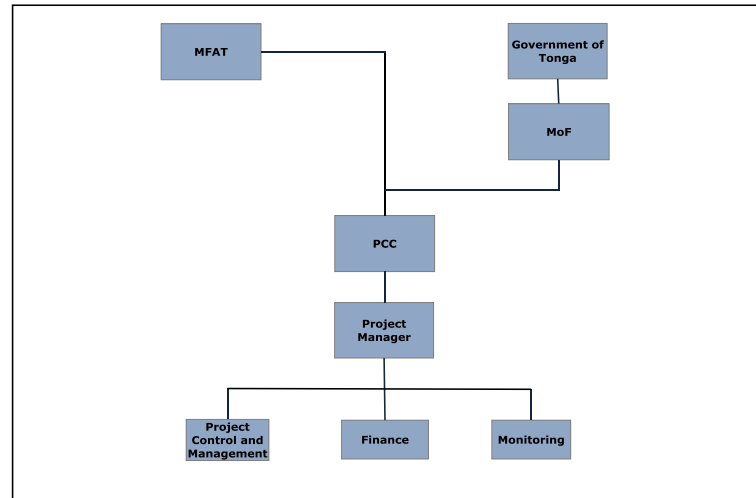 MFAT
Government of
Tonga
MoF
PCC
Project
Manager
Project
Control and
Management
Finance
Monitoring